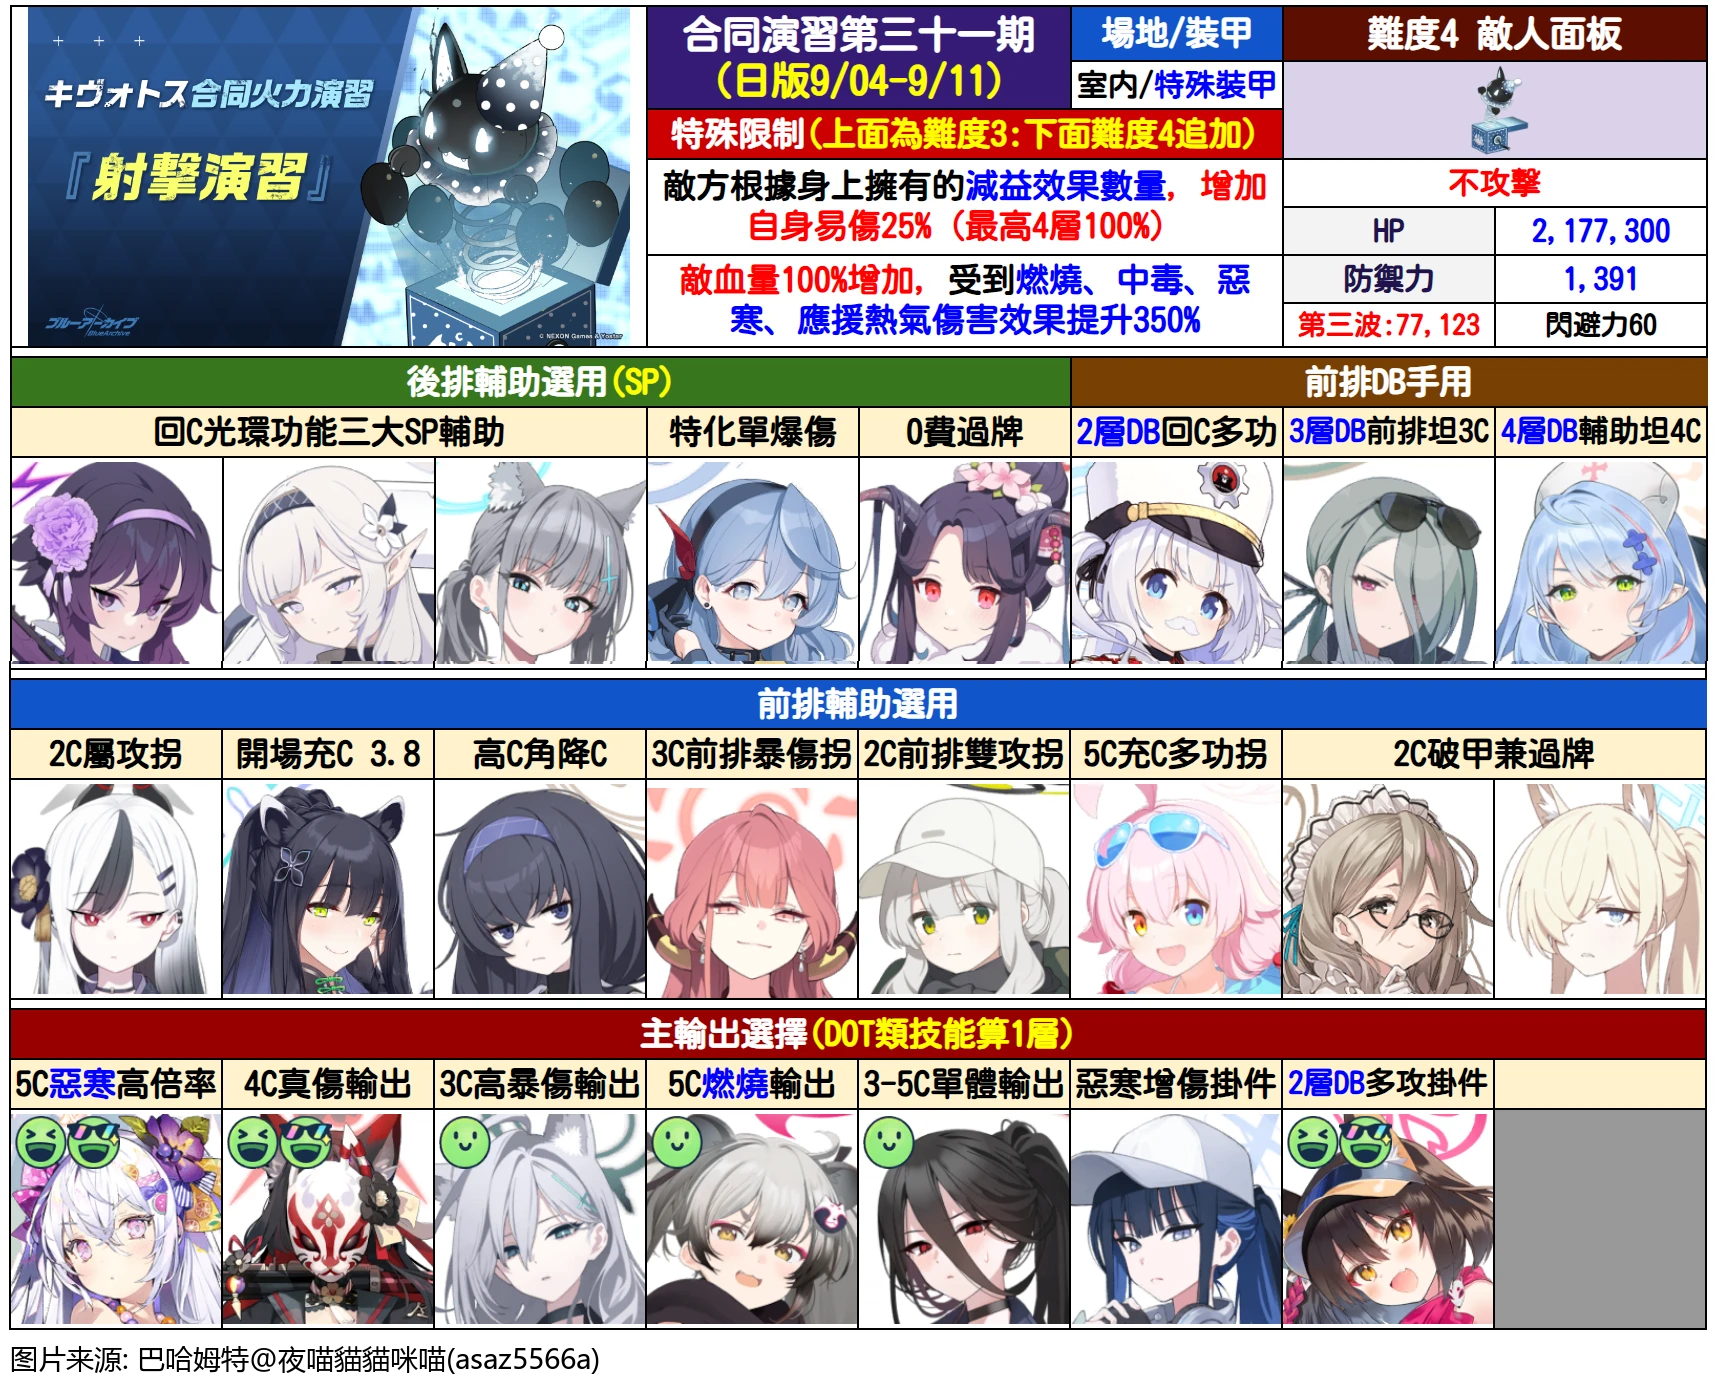 キヴォトス合同火力演習
『射撃演習』
ブルーアーカイブ
BlueArchive
© NEXON Games & Yostar
合同演習第三十一期
(日版9/04-9/11)
場地/裝甲
室内/特殊裝甲
特殊限制(上面為難度3:下面難度4追加)
敵方根據身上擁有的減益效果數量, 增加
自身易傷25% (最高4層100%)
敵血量100%增加, 受到燃燒、中毒、惡
寒、應援熱氣傷害效果提升350%
難度4 敵人面板
不攻擊
HP
2,177,300
防禦力
1,391
第三波:77,123
閃避力60
後排輔助選用(SP)
前排DB手用
回C光環功能三大SP輔助
特化單爆傷
0費過牌
2層DB回C多功
3層DB前排坦3C
4層DB輔助坦4C
前排輔助選用
2C屬攻拐
開場充C 3.8
高C角降C
3C前排暴傷拐
2C前排雙攻拐
5C充C多功拐
2C破甲兼過牌
主輸出選擇(DOT類技能算1層)
5C惡寒高倍率
4C真傷輸出
3C高暴傷輸出
5C燃燒輸出
3-5C單體輸出
惡寒增傷掛件
2層DB多攻掛件
图片来源: 巴哈姆特@夜喵貓貓咪喵(asaz5566a)